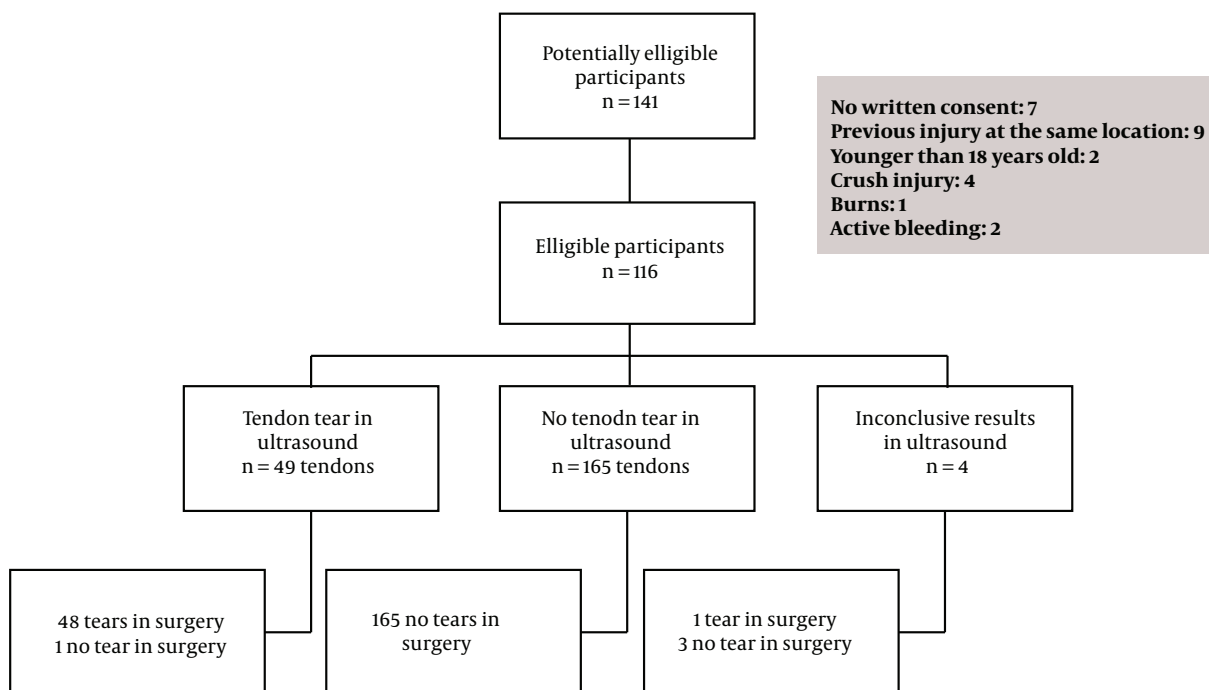 Potentially elligible
participants
n = 141
No written consent: 7
Previous injury at the same location: 9
Younger than 18 years old: 2
Crush injury: 4
Burns: 1
Active bleeding: 2
Elligible participants
n = 116
Tendon tear in
ultrasound
n = 49 tendons
No tenodn tear in
ultrasound
n = 165 tendons
Inconclusive results
in ultrasound
n = 4
48 tears in surgery
1 no tear in surgery
165 no tears in
surgery
1 tear in surgery
3 no tear in surgery